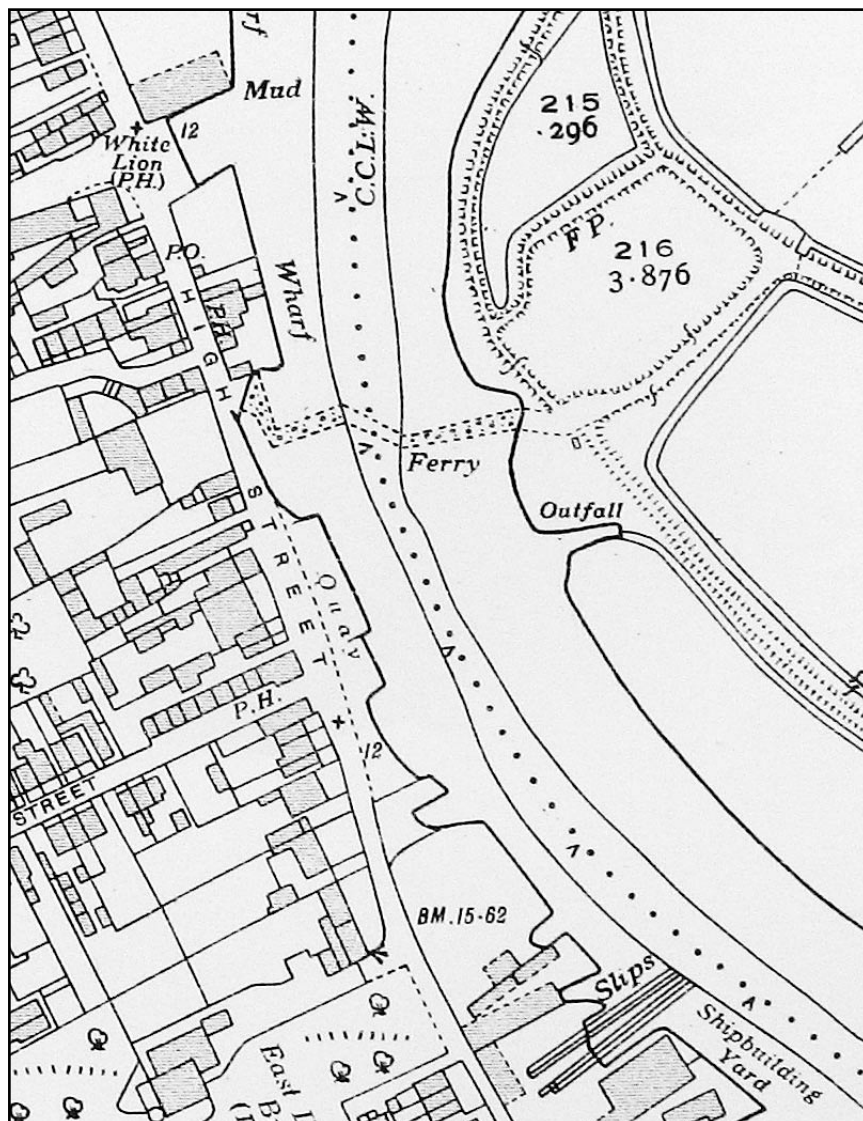 Mud
12
White
Lion
(P.H.)
C.C.L.W.
215
.296
F P.
216
3.876
P.O.
P.H.
Wharf
HIGH STREET
Ferry
Outfall
Quay
P.H.
12
STREET
BM. 15.62
Slips
Shipbuilding
Yard
East